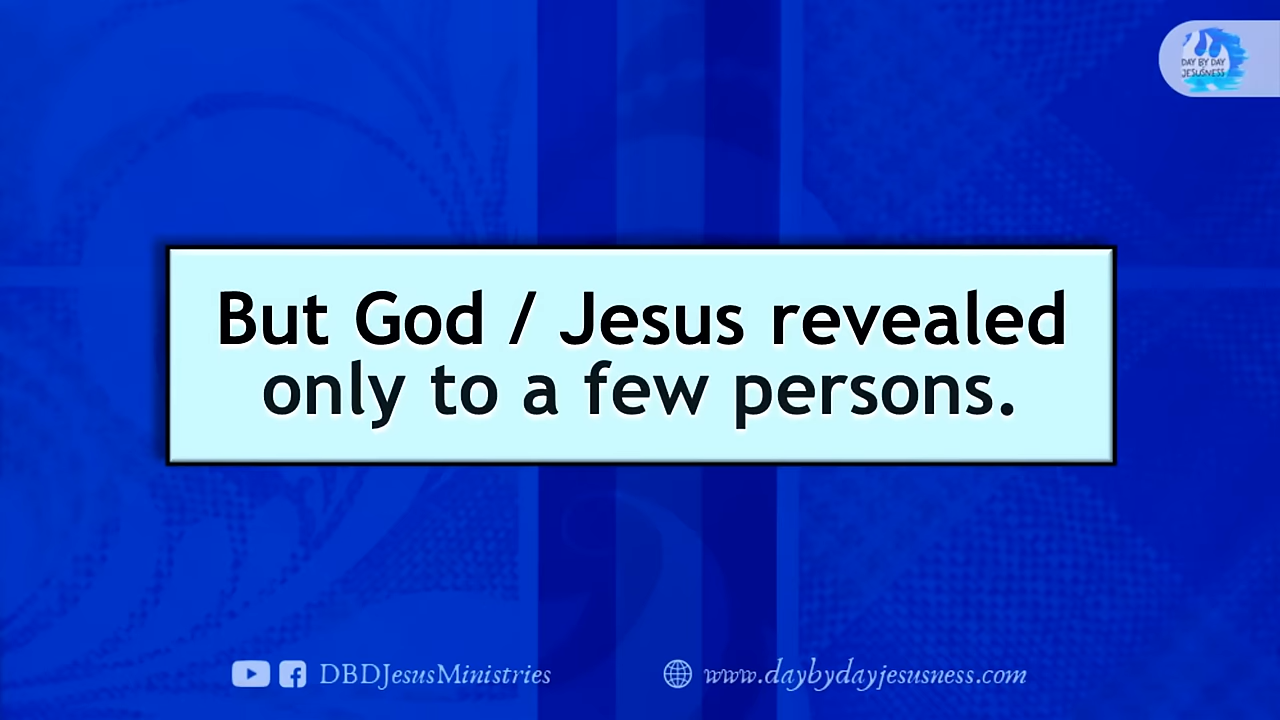 DAY BY DAY
JESUSNESS
But God / Jesus revealed
only to a few persons.
DBDJesusMinistries
www.daybydayjesusness.com